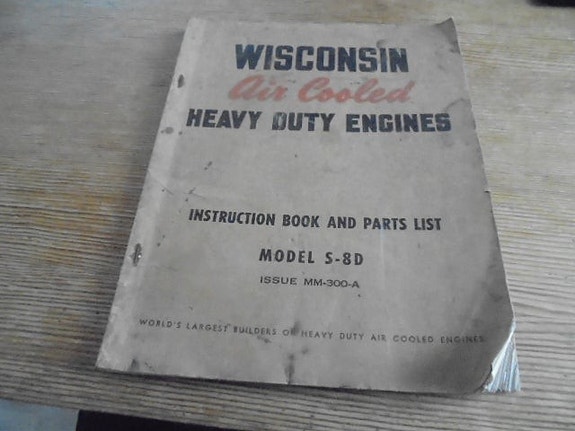 WISCONSIN
Air Cooled
HEAVY DUTY ENGINES
INSTRUCTION BOOK AND PARTS LIST
MODEL S-8D
ISSUE MM-300-A
WORLD'S LARGEST BUILDERS OF HEAVY DUTY AIR COOLED ENGINES